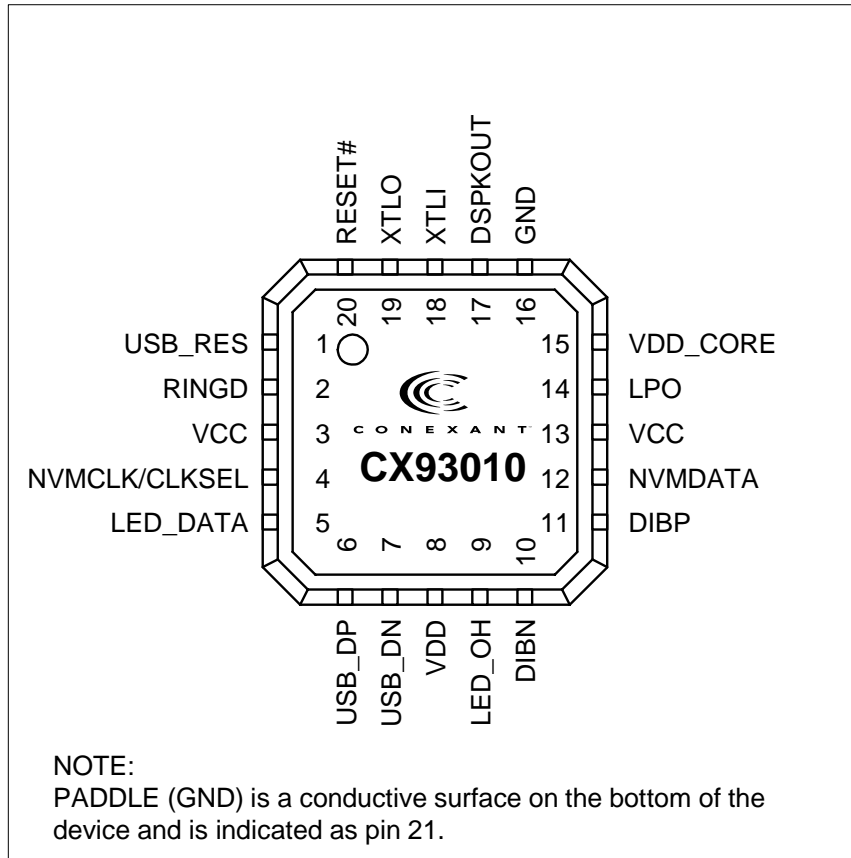 RESET#
XTLO
XTLI
DSPKOUT
GND
20
19
18
17
16
USB_RES 1
15 VDD_CORE
RINGD 2
14 LPO
VCC 3
CONEXANT
13 VCC
NVMCLK/CLKSEL 4
CX93010
12 NVMDATA
LED_DATA 5
11 DIBP
6
7
8
9
10
USB_DP
USB_DN
VDD
LED_OH
DIBN
NOTE:
PADDLE (GND) is a conductive surface on the bottom of the
device and is indicated as pin 21.